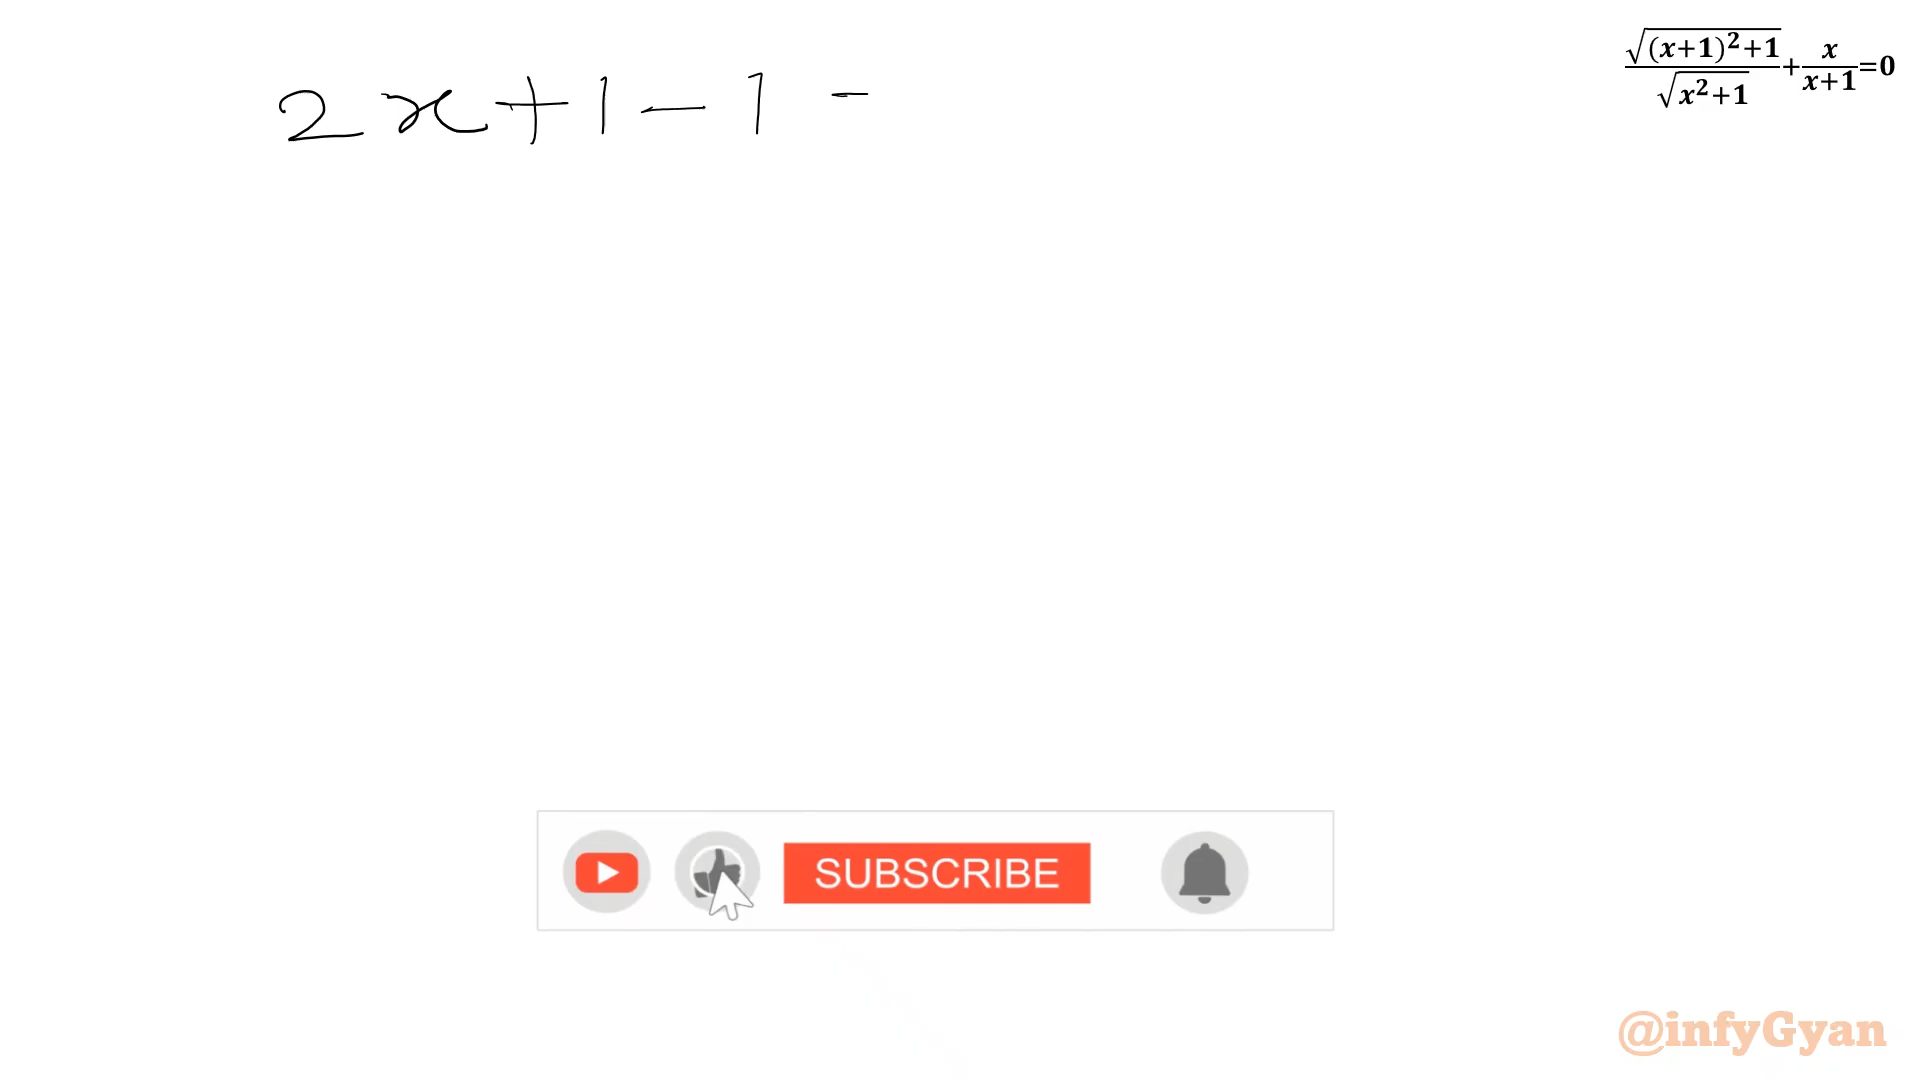 2x+1-1 -
√((x+1)²+1)/√(x²+1)+x/(x+1)=0
SUBSCRIBE
@infyGyan